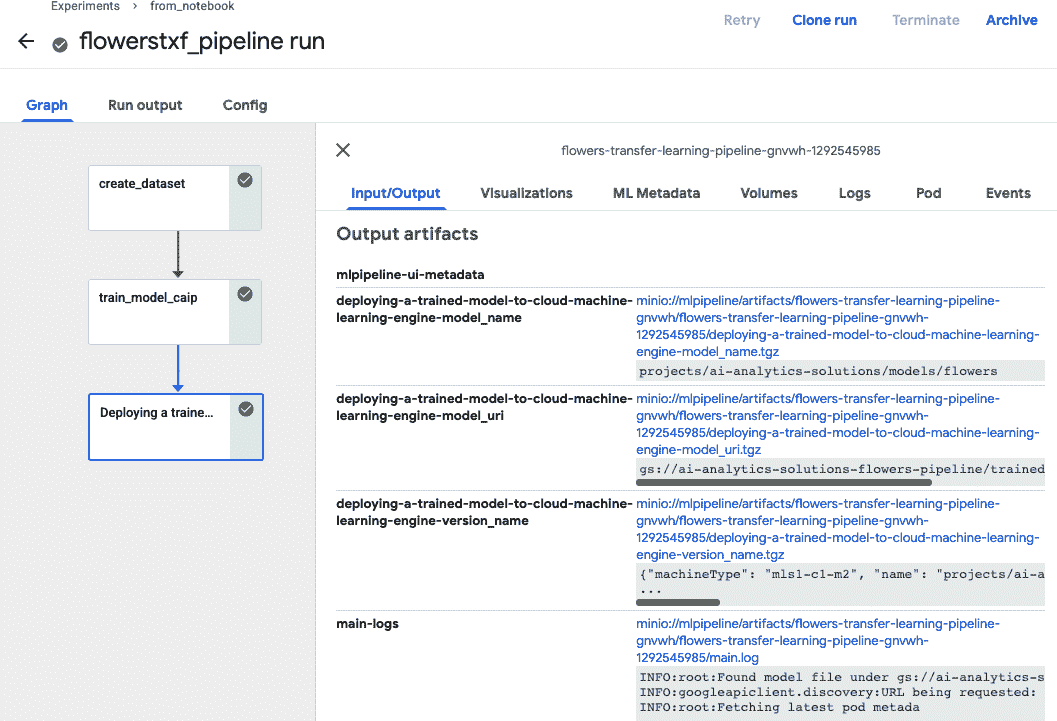 Experiments > from_notebook
Retry Clone run Terminate Archive
flowerstxf_pipeline run
Graph Run output Config
flowers-transfer-learning-pipeline-gnvwh-1292545985
Input/Output Visualizations ML Metadata Volumes Logs Pod Events
create_dataset
train_model_caip
Deploying a traine...
Output artifacts
mlpipeline-ui-metadata
deploying-a-trained-model-to-cloud-machine-
learning-engine-model_name
minio://mlpipeline/artifacts/flowers-transfer-learning-pipeline-
gnvwh/flowers-transfer-learning-pipeline-gnvwh-
1292545985/deploying-a-trained-model-to-cloud-machine-learning-
engine-model_name.tgz
projects/ai-analytics-solutions/models/flowers
deploying-a-trained-model-to-cloud-machine-
learning-engine-model_uri
minio://mlpipeline/artifacts/flowers-transfer-learning-pipeline-
gnvwh/flowers-transfer-learning-pipeline-gnvwh-
1292545985/deploying-a-trained-model-to-cloud-machine-learning-
engine-model_uri.tgz
gs://ai-analytics-solutions-flowers-pipeline/trained
deploying-a-trained-model-to-cloud-machine-
learning-engine-version_name
minio://mlpipeline/artifacts/flowers-transfer-learning-pipeline-
gnvwh/flowers-transfer-learning-pipeline-gnvwh-
1292545985/deploying-a-trained-model-to-cloud-machine-learning-
engine-version_name.tgz
{"machineType": "mls1-c1-m2", "name": "projects/ai-a
...
main-logs
minio://mlpipeline/artifacts/flowers-transfer-learning-pipeline-
gnvwh/flowers-transfer-learning-pipeline-gnvwh-
1292545985/main.log
INFO:root:Found model file under gs://ai-analytics-s
INFO:googleapiclient.discovery:URL being requested:
INFO:root:Fetching latest pod metada